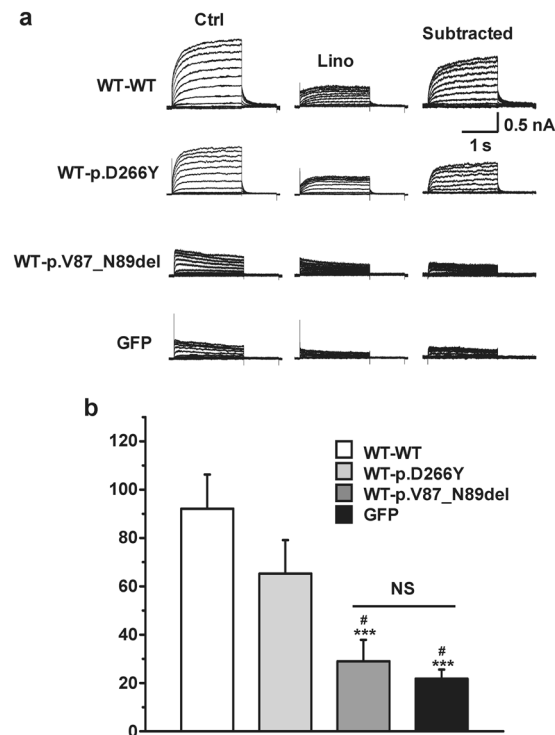 a
Ctrl
Lino
Subtracted
WT-WT
0.5 nA
1 s
WT-p.D266Y
WT-p.V87_N89del
GFP
b
120
100
80
60
40
20
0
WT-WT
WT-p.D266Y
WT-p.V87_N89del
GFP
NS
#
***
#
***